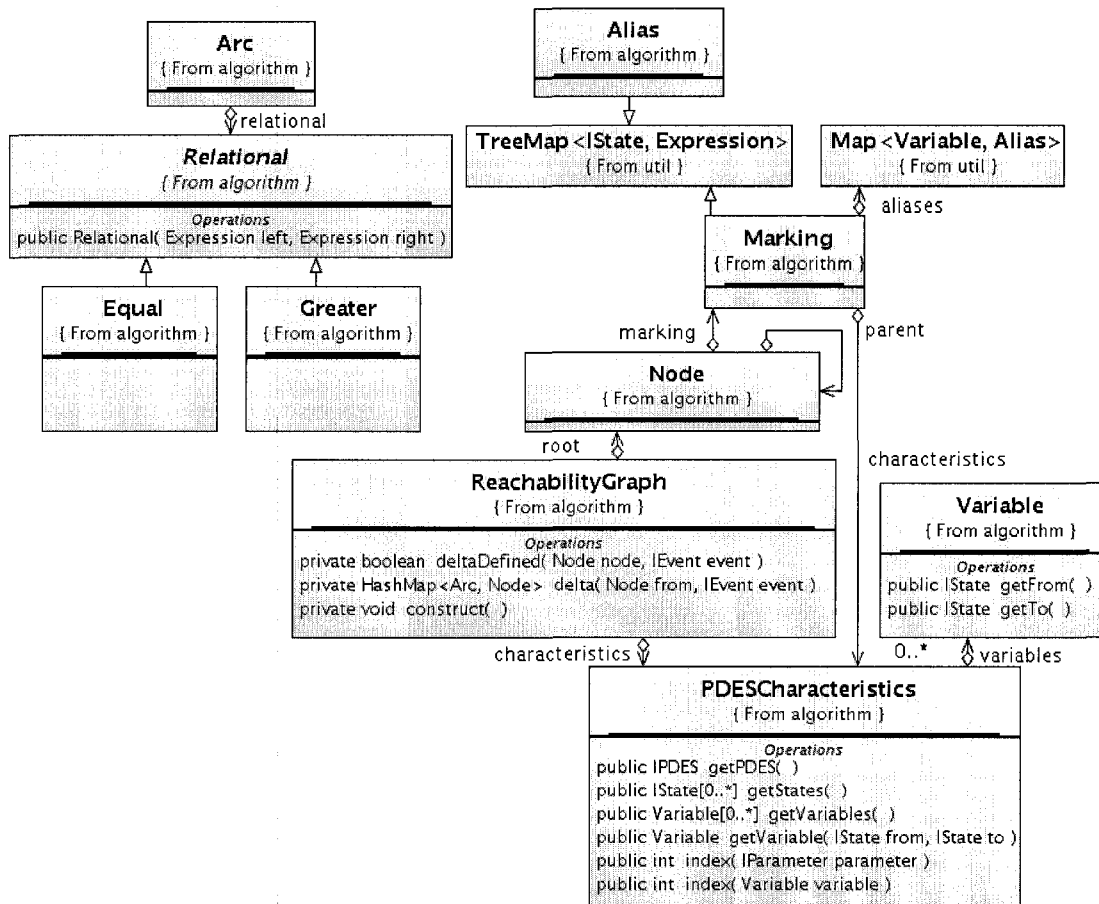 Arc
{ From algorithm }
relational
Relational
{ From algorithm }
Operations
public Relational( Expression left, Expression right )
Equal
{ From algorithm }
Greater
{ From algorithm }
Alias
{ From algorithm }
TreeMap <IState, Expression>
{ From util }
Map <Variable, Alias>
{ From util }
aliases
Marking
{ From algorithm }
marking
parent
Node
{ From algorithm }
root
characteristics
ReachabilityGraph
{ From algorithm }
Operations
private boolean deltaDefined( Node node, IEvent event )
private HashMap<Arc, Node> delta( Node from, IEvent event )
private void construct( )
Variable
{ From algorithm }
Operations
public IState getFrom( )
public IState getTo( )
characteristics
0..*
variables
PDESCharacteristics
{ From algorithm }
Operations
public IPDES getPDES( )
public IState[0..*] getStates( )
public Variable[0..*] getVariables( )
public Variable getVariable( IState from, IState to )
public int index( IParameter parameter )
public int index( Variable variable )